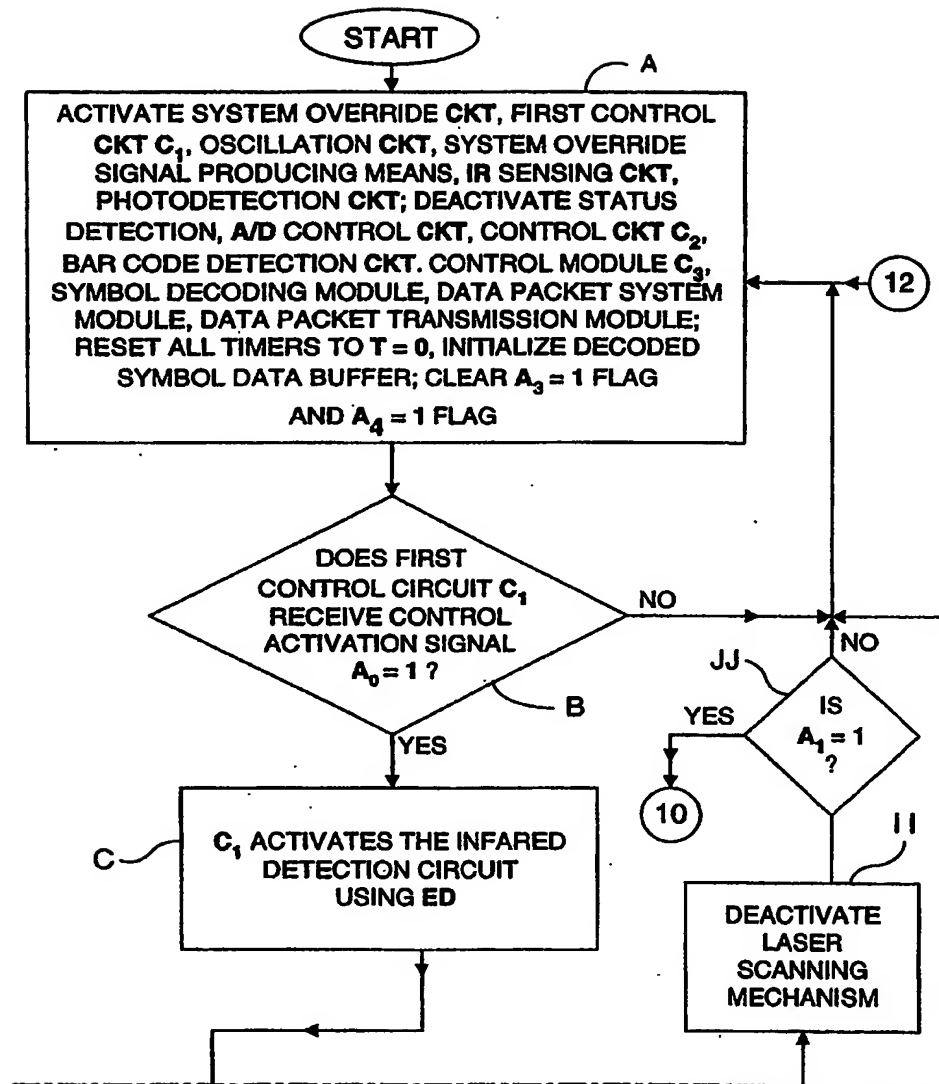 START
A
ACTIVATE SYSTEM OVERRIDE CKT, FIRST CONTROL
CKT C₁, OSCILLATION CKT, SYSTEM OVERRIDE
SIGNAL PRODUCING MEANS, IR SENSING CKT,
PHOTODETECTION CKT; DEACTIVATE STATUS
DETECTION, A/D CONTROL CKT, CONTROL CKT C₂,
BAR CODE DETECTION CKT. CONTROL MODULE C₃,
SYMBOL DECODING MODULE, DATA PACKET SYSTEM
MODULE, DATA PACKET TRANSMISSION MODULE;
RESET ALL TIMERS TO T = 0, INITIALIZE DECODED
SYMBOL DATA BUFFER; CLEAR A₃ = 1 FLAG
AND A₄ = 1 FLAG
12
DOES FIRST
CONTROL CIRCUIT C₁
RECEIVE CONTROL
ACTIVATION SIGNAL
A₀ = 1 ?
NO
B
YES
NO
JJ
IS
A₁ = 1
?
YES
10
C
C₁ ACTIVATES THE INFARED
DETECTION CIRCUIT
USING ED
II
DEACTIVATE
LASER
SCANNING
MECHANISM